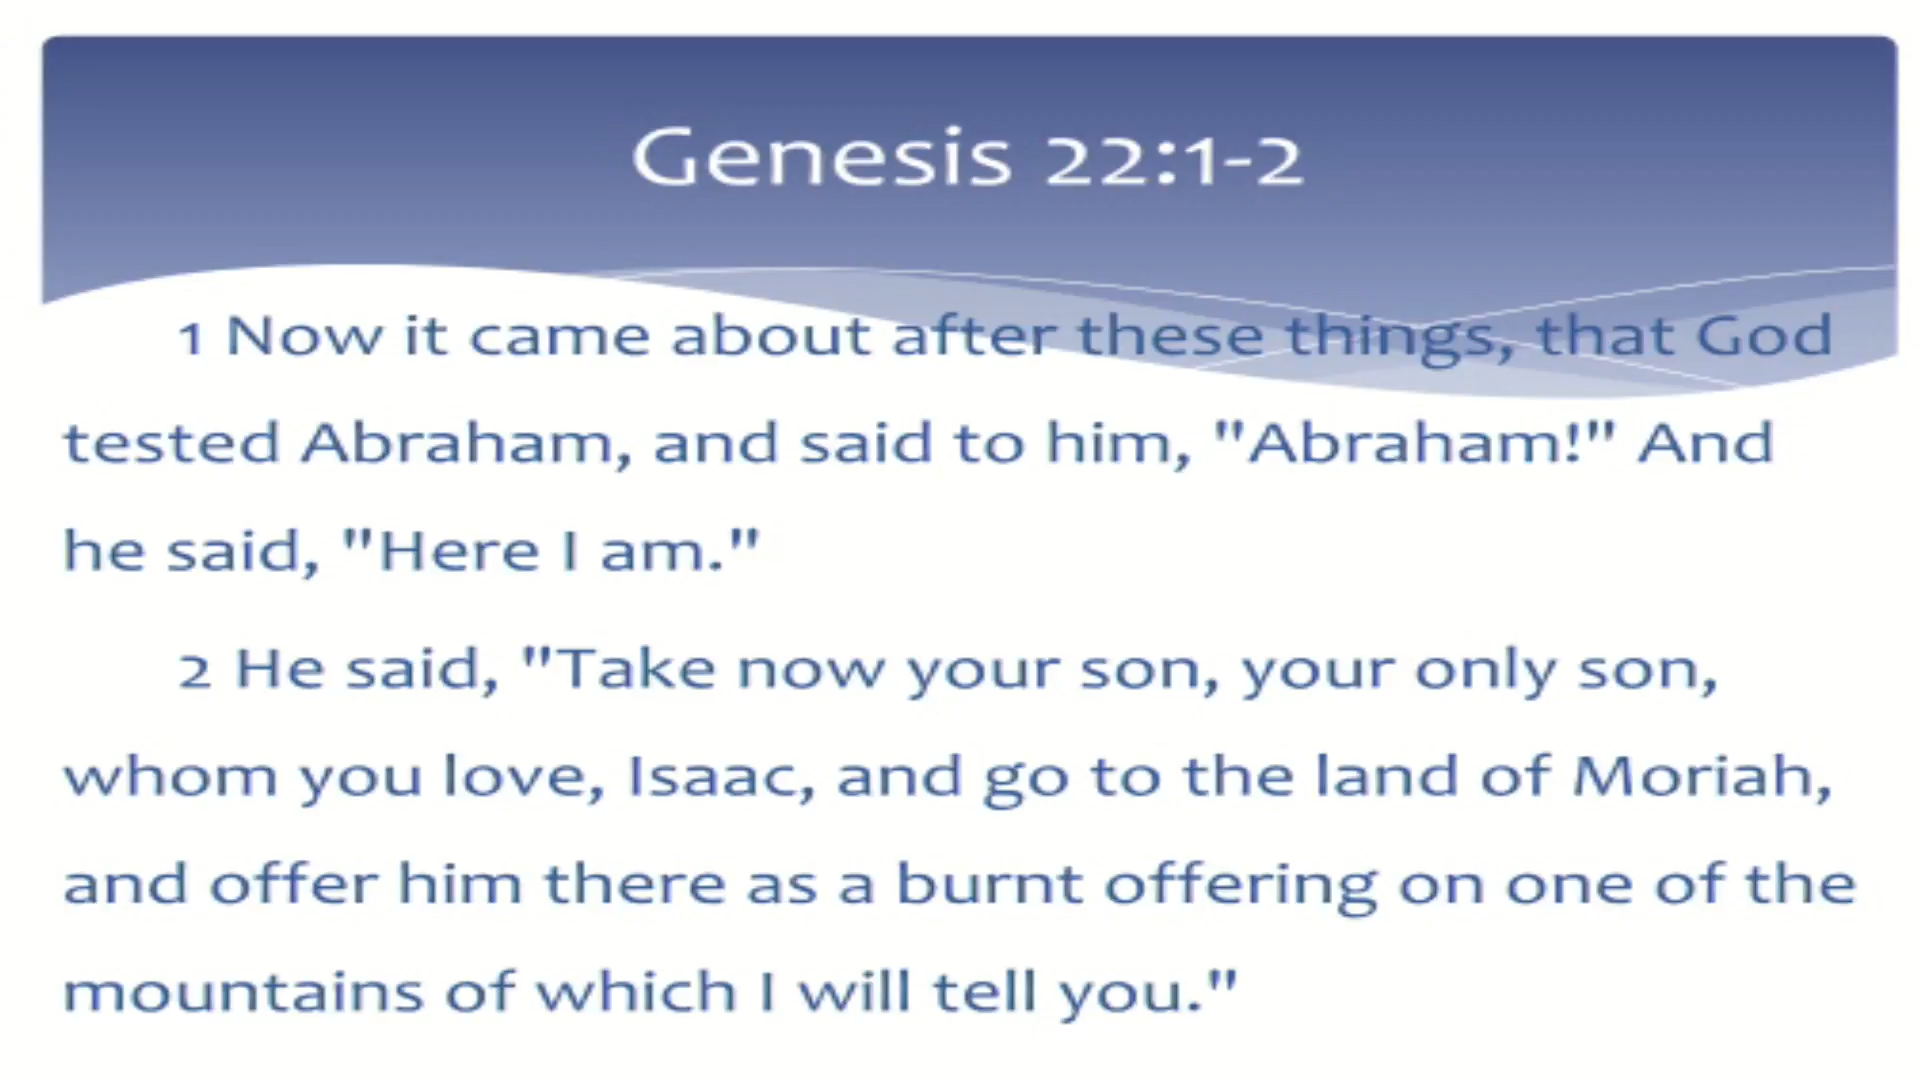 Genesis 22:1-2
1 Now it came about after these things, that God
tested Abraham, and said to him, "Abraham!" And
he said, "Here I am."
2 He said, "Take now your son, your only son,
whom you love, Isaac, and go to the land of Moriah,
and offer him there as a burnt offering on one of the
mountains of which I will tell you."